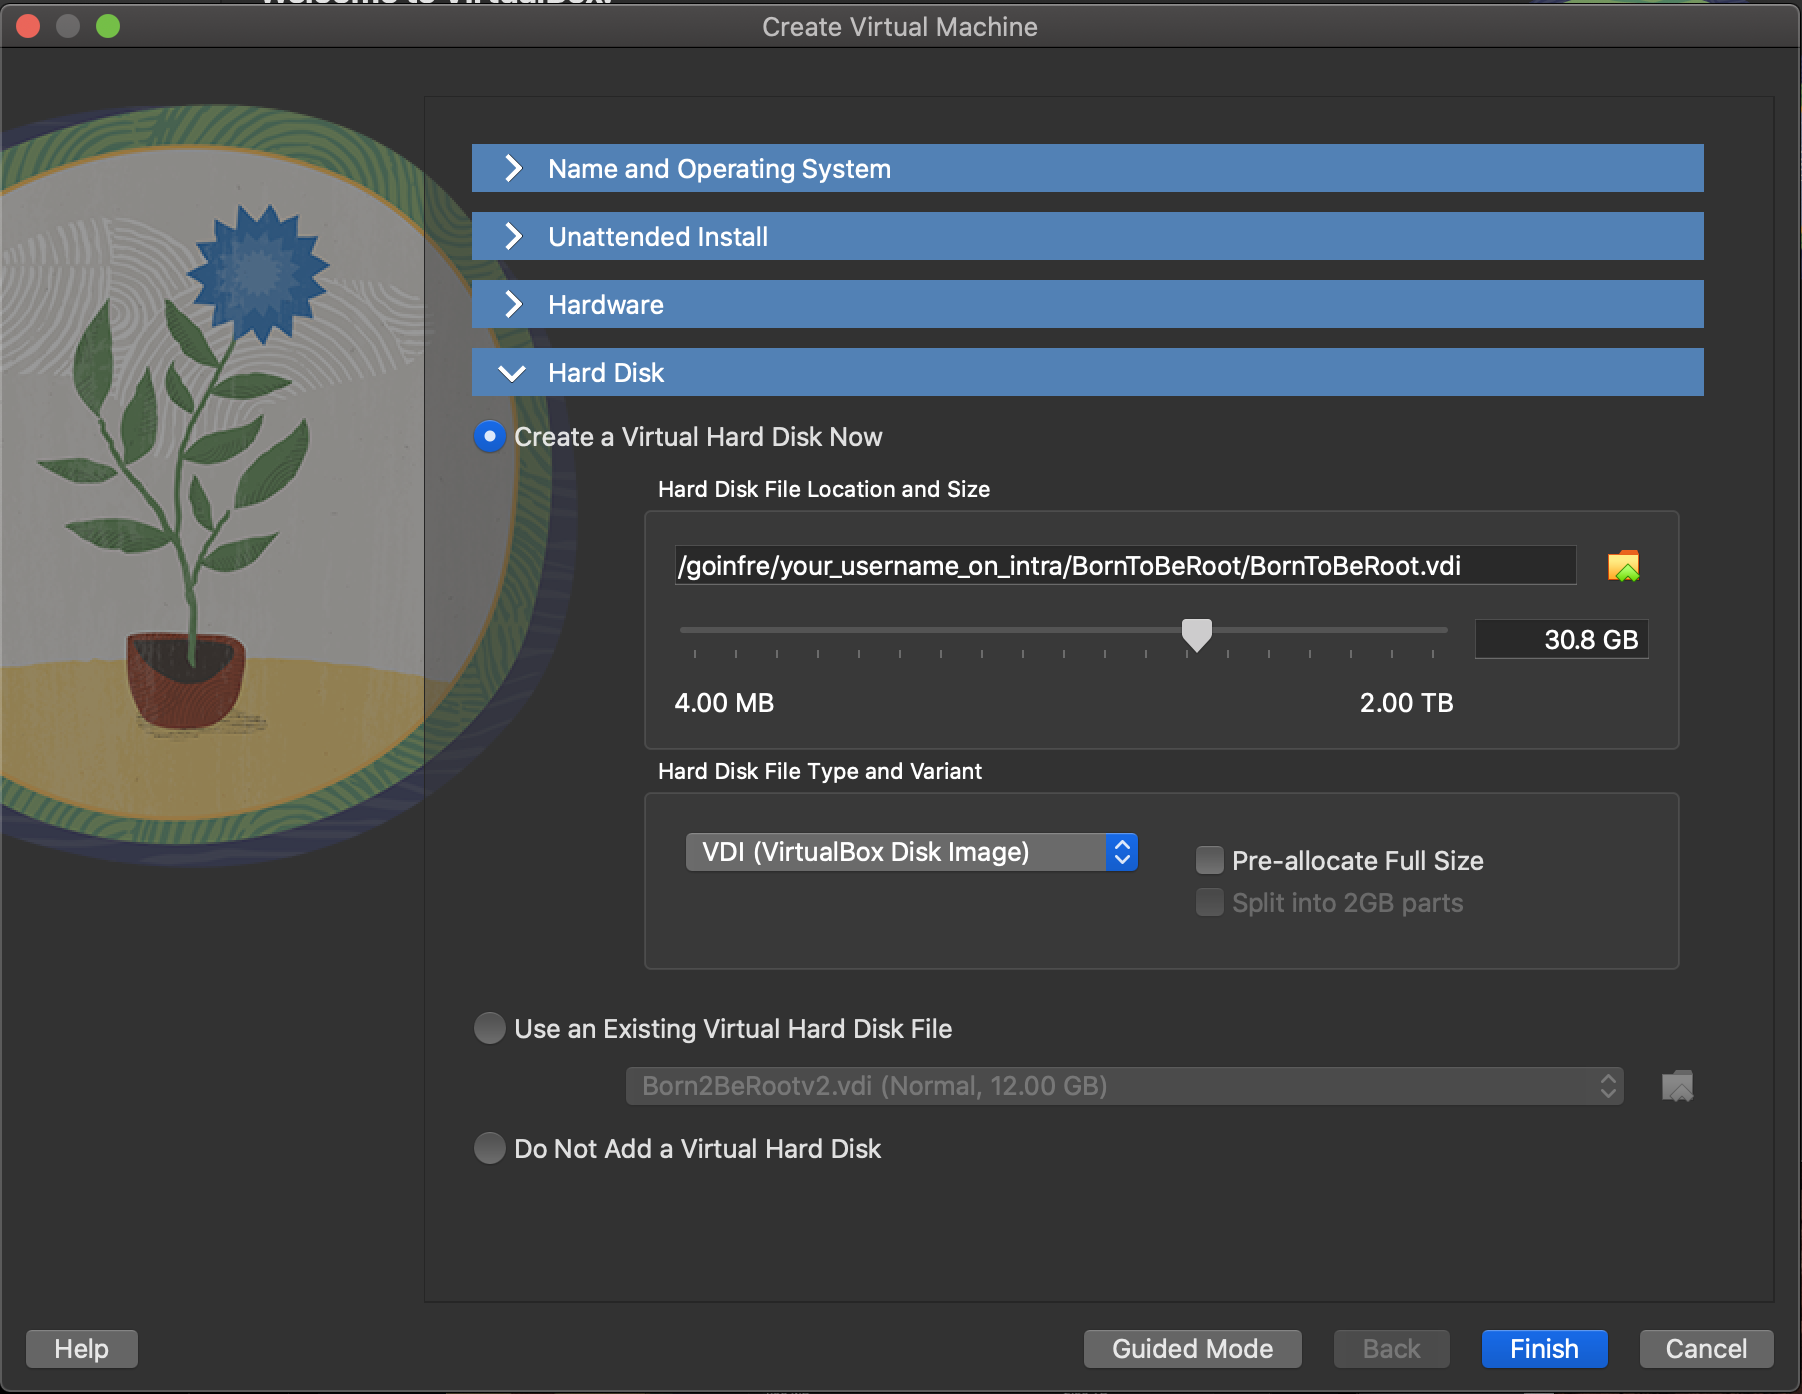 Welcome to VirtualBox!
Create Virtual Machine
Name and Operating System
Unattended Install
Hardware
Hard Disk
Create a Virtual Hard Disk Now
Hard Disk File Location and Size
/goinfre/your_username_on_intra/BornToBeRoot/BornToBeRoot.vdi
30.8 GB
4.00 MB 2.00 TB
Hard Disk File Type and Variant
VDI (VirtualBox Disk Image)
Pre-allocate Full Size
Split into 2GB parts
Use an Existing Virtual Hard Disk File
Born2BeRootv2.vdi (Normal, 12.00 GB)
Do Not Add a Virtual Hard Disk
Help Guided Mode Back Finish Cancel